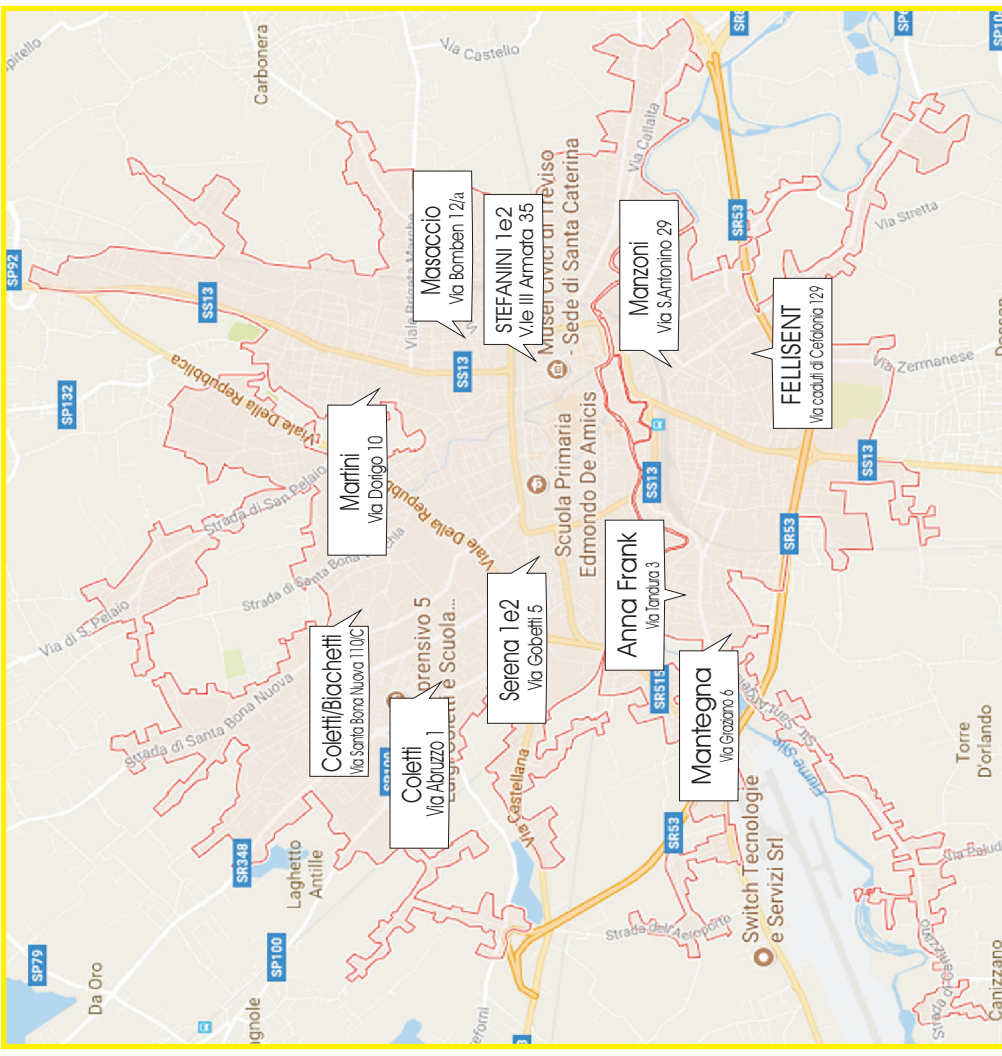 SP79
Da Oro
SP100
SR348
Laghetto
Antille
Via di S. Pelaio
Strada di Santa Bona Nuova
Strada di San Pelaio
Strada di Santa Bona
SP132
SP92
Carbonera
Via Castello
Viale Della Repubblica
SS13
Coletti/Biachetti
Via Santa Bona Nuova 110/C
Coletti
Via Abruzzo 1
prensivo 5
e Scuola...
Martini
Via Dorigo 10
Viale Della
Masaccio
Via Bomben 12/a
SS13
STEFANINI 1e2
V.le III Armata 35
Musei Civici di Treviso
- Sede di Santa Caterina
Scuola Primaria
Edmondo De Amicis
Serena 1e2
Via Gobetti 5
Via Castellana
Anna Frank
Via Tandura 3
SR515
SS13
Manzoni
Via S.Antonino 29
Via Callalta
Mantegna
Via Graziano 6
SR53
Strada dell'Aeroporto
Switch Tecnologie
e Servizi Srl
Fiume Sile
FELLISENT
Via caduti di Cefalonia 129
SR53
SR53
SS13
Via Stretta
Via Zermanese
Torre
D'orlando
Strada di Canizzano
Canizzano